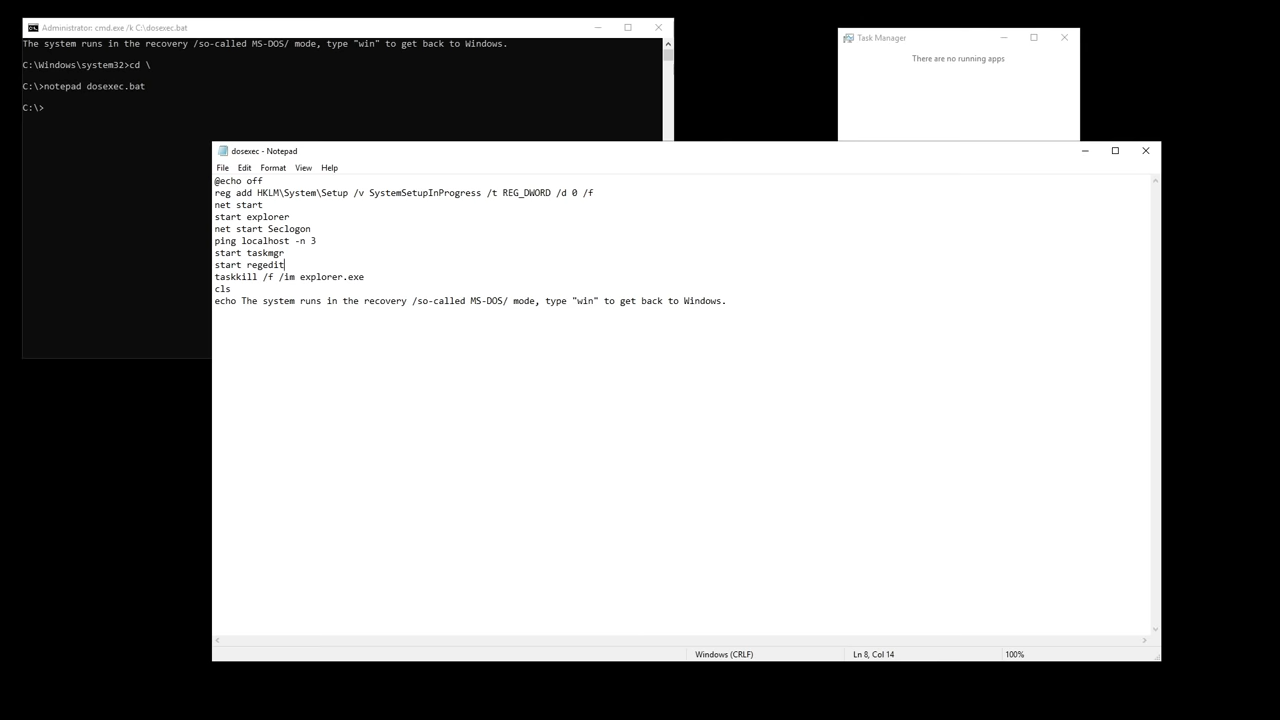 Administrator: cmd.exe /k C:\dosexec.bat
The system runs in the recovery /so-called MS-DOS/ mode, type "win" to get back to Windows.
C:\Windows\system32>cd \
C:\>notepad dosexec.bat
C:\>
Task Manager
There are no running apps
dosexec - Notepad
File Edit Format View Help
@echo off
reg add HKLM\System\Setup /v SystemSetupInProgress /t REG_DWORD /d 0 /f
net start
start explorer
net start Seclogon
ping localhost -n 3
start taskmgr
start regedit
taskkill /f /im explorer.exe
cls
echo The system runs in the recovery /so-called MS-DOS/ mode, type "win" to get back to Windows.
Windows (CRLF) Ln 8, Col 14 100%